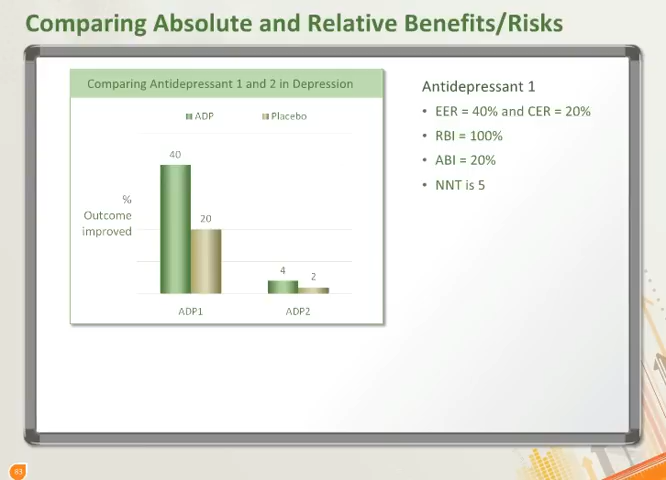 Comparing Absolute and Relative Benefits/Risks
Comparing Antidepressant 1 and 2 in Depression
ADP Placebo
40
20
4
2
%
Outcome
improved
ADP1 ADP2
Antidepressant 1
• EER = 40% and CER = 20%
• RBI = 100%
• ABI = 20%
• NNT is 5
83